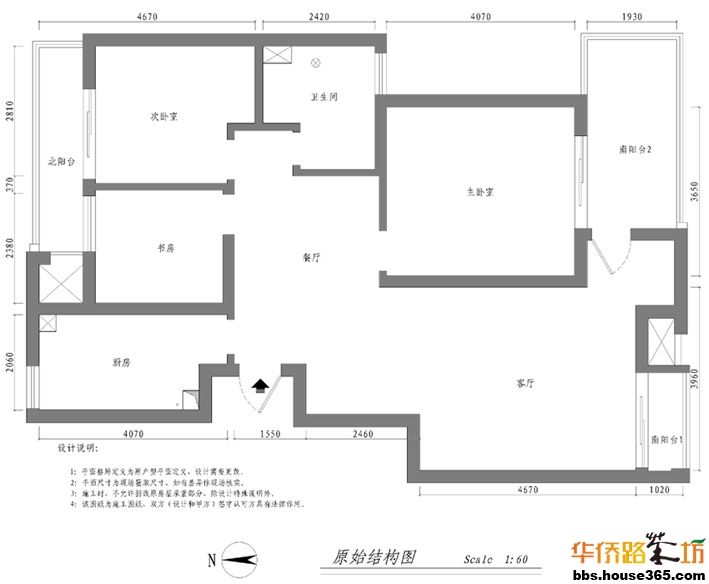 4670
2420
4070
1930
2810
370
2380
2060
次卧室
卫生间
北阳台
南阳台2
主卧室
书房
餐厅
3650
厨房
客厅
3960
南阳台1
4070
1550
2460
4670
1020
设计说明:
1: 平面格局定义为原户型平面定义，设计需要更改。
2: 平面尺寸为现场量取尺寸，如有差异依现场核实。
3: 施工时，不允许拆改原房屋承重部分，除设计特殊说明外。
4: 该图纸为施工图纸，双方（设计和甲方）签字认可方具有法律作用。
N
原始结构图
Scale 1:60
华侨路茶坊
bbs.house365.com